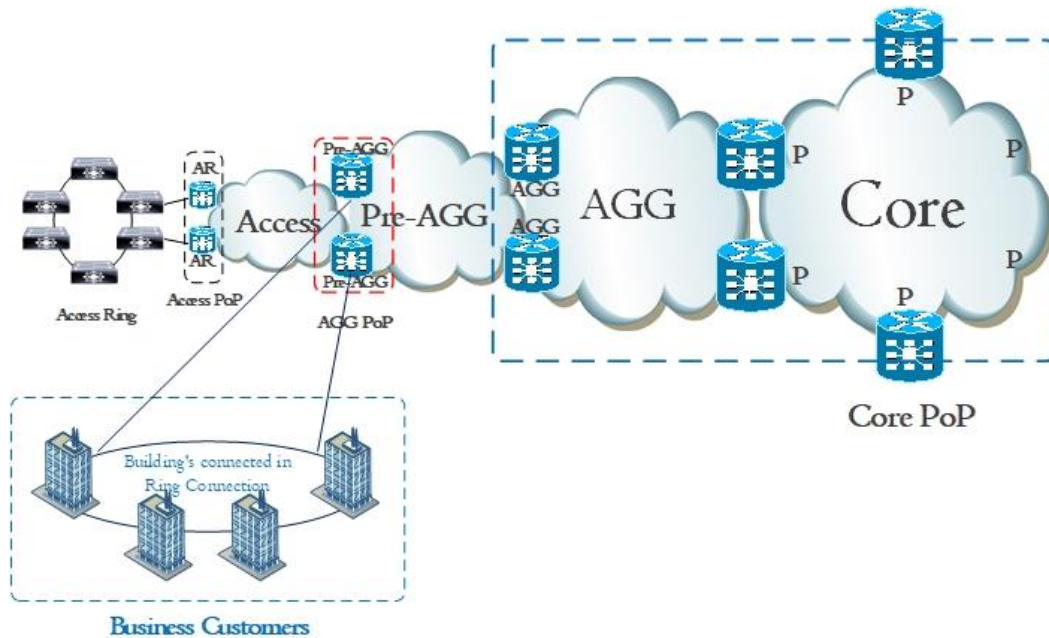 P
Pre-AGG
AR
AGG
P
P
Access
Pre-AGG
AGG
Core
AGG
AR
P
P
P
Pre-AGG
Access Ring
Access PoP
AGG PoP
Core PoP
Building's connected in
Ring Connection
Business Customers